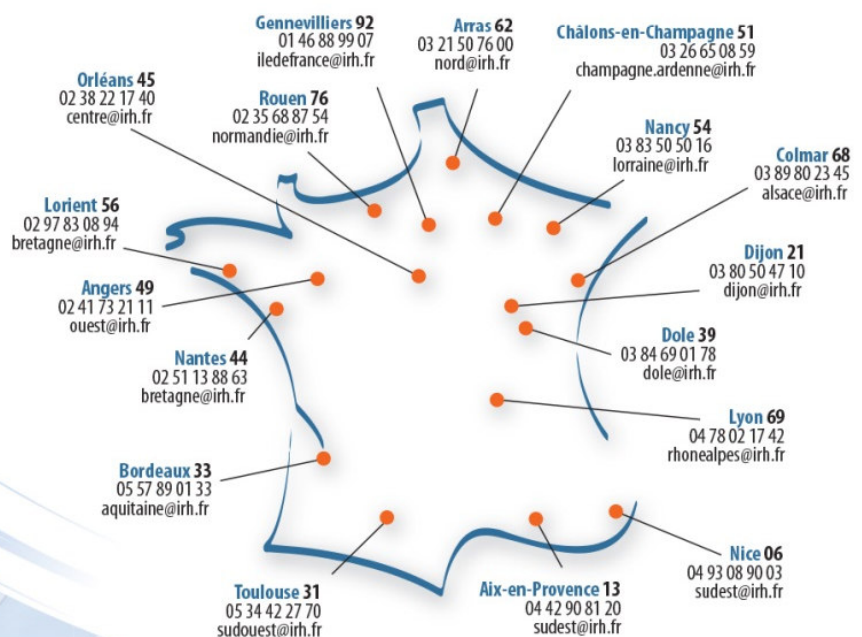 Gennevilliers 92
01 46 88 99 07
iledefrance@irh.fr
Arras 62
03 21 50 76 00
nord@irh.fr
Châlons-en-Champagne 51
03 26 65 08 59
champagne.ardenne@irh.fr
Orléans 45
02 38 22 17 40
centre@irh.fr
Rouen 76
02 35 68 87 54
normandie@irh.fr
Nancy 54
03 83 50 50 16
lorraine@irh.fr
Colmar 68
03 89 80 23 45
alsace@irh.fr
Lorient 56
02 97 83 08 94
bretagne@irh.fr
Dijon 21
03 80 50 47 10
dijon@irh.fr
Angers 49
02 41 73 21 11
ouest@irh.fr
Dole 39
03 84 69 01 78
dole@irh.fr
Nantes 44
02 51 13 88 63
bretagne@irh.fr
Lyon 69
04 78 02 17 42
rhonealpes@irh.fr
Bordeaux 33
05 57 89 01 33
aquitaine@irh.fr
Nice 06
04 93 08 90 03
sudest@irh.fr
Toulouse 31
05 34 42 27 70
sudouest@irh.fr
Aix-en-Provence 13
04 42 90 81 20
sudest@irh.fr